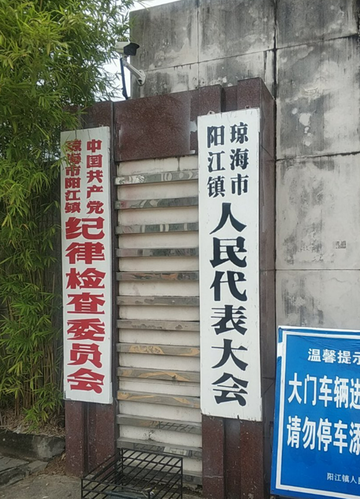 中国共产党
琼海市阳江镇
纪律检查委员会
琼海市
阳江镇
人民代表大会
温馨提示
大门车辆进
请勿停车添
阳江镇人